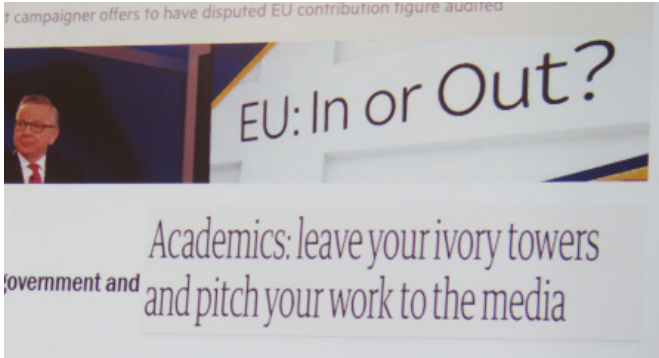 t campaigner offers to have disputed EU contribution figure audited
EU: In or Out?
Academics: leave your ivory towers
government and
and pitch your work to the media